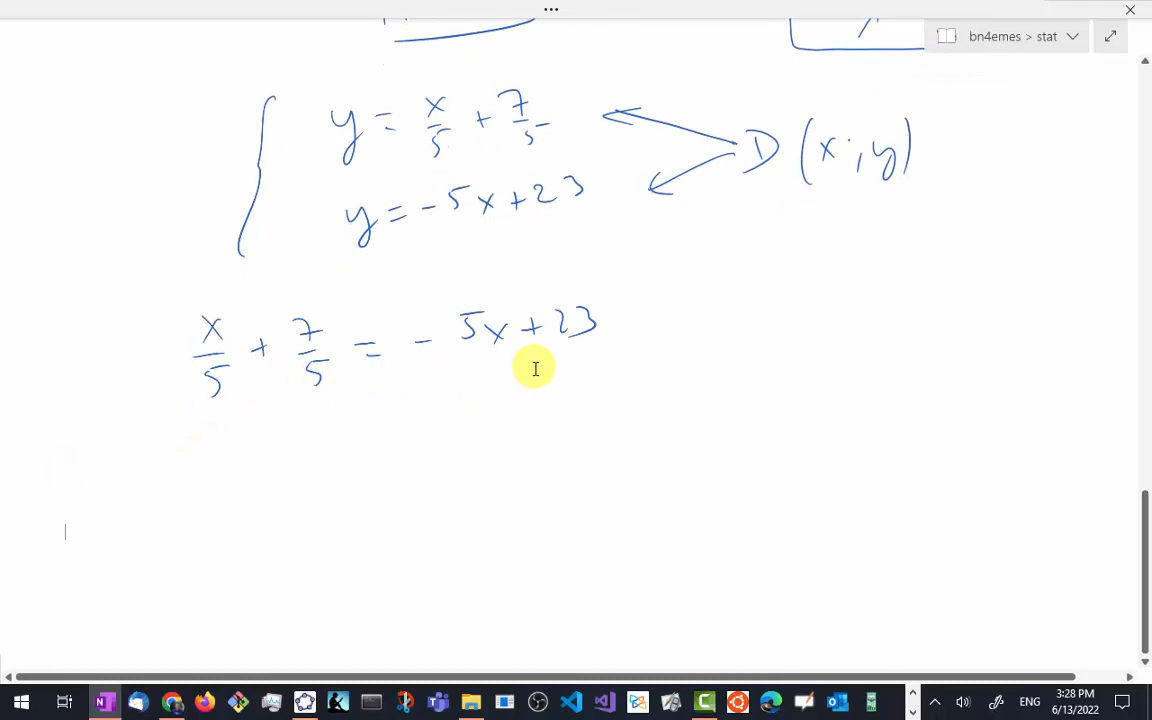 bn4emes > stat
y = x/5 + 7/5
D (x ; y)
y = -5x + 23
x/5 + 7/5 = - 5x + 23
ENG
3:28 PM
6/13/2022